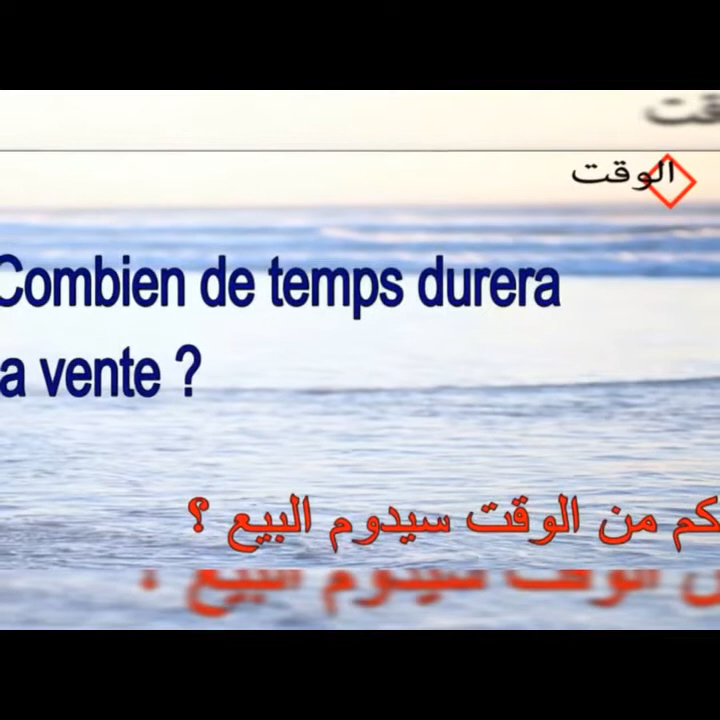 الوقت
Combien de temps durera
a vente ?
كم من الوقت سيدوم البيع ؟